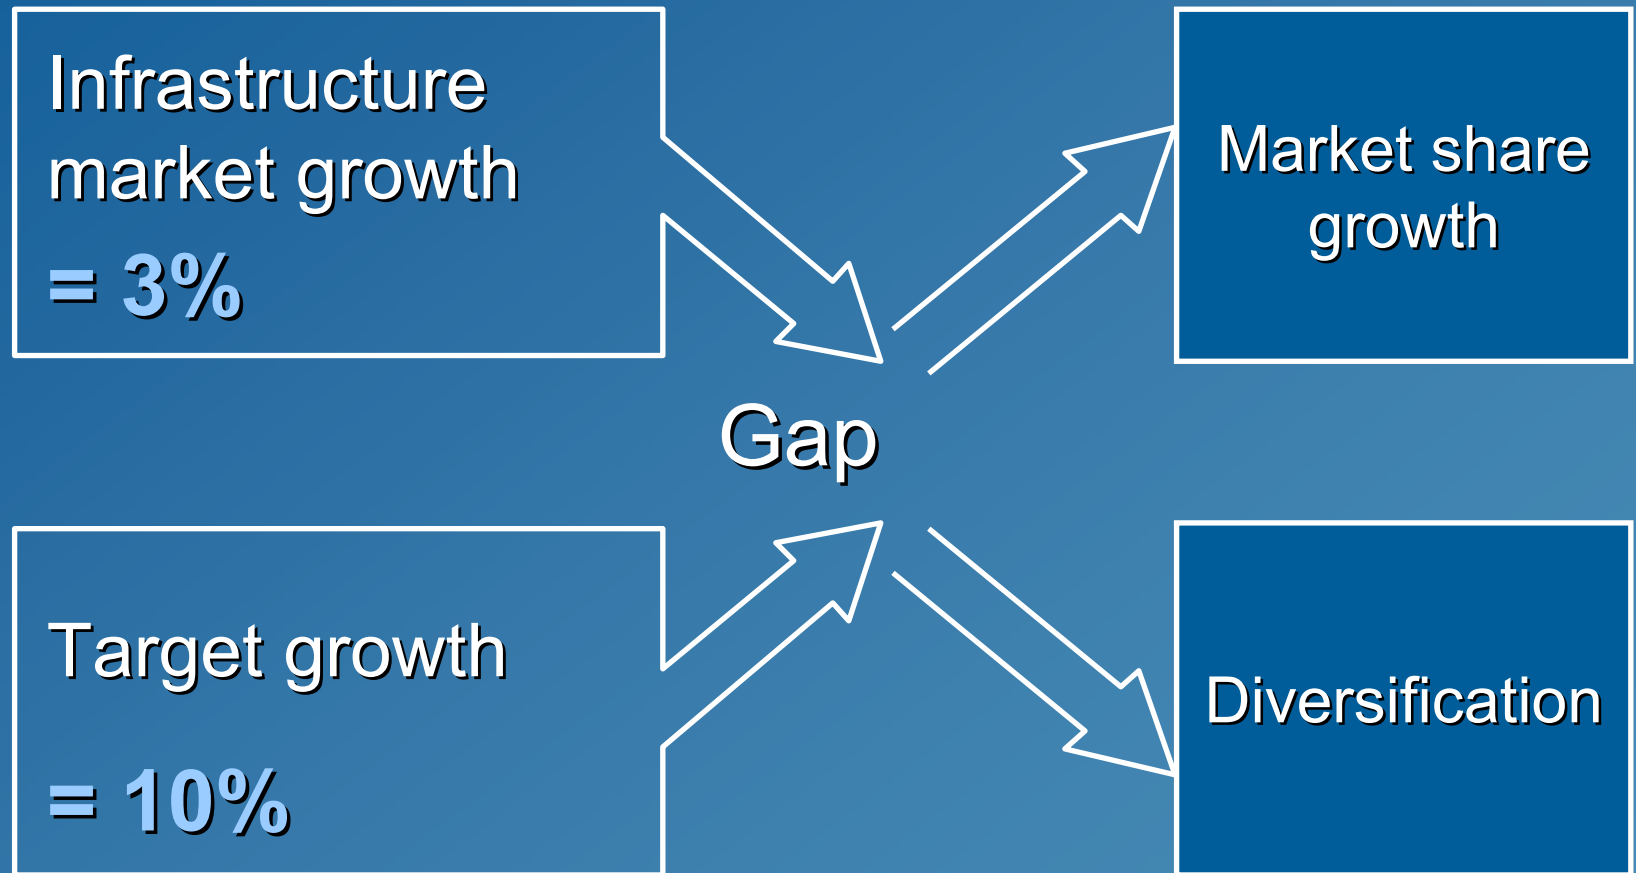 Infrastructure
market growth
= 3%
Market share
growth
Gap
Target growth
= 10%
Diversification